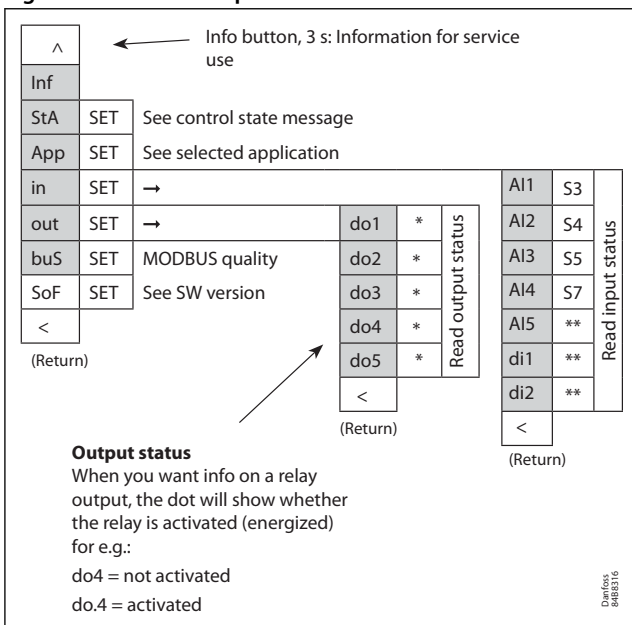 ^
Info button, 3 s: Information for service
use
Inf
StA SET See control state message
App SET See selected application
in SET →
out SET →
buS SET MODBUS quality
SoF SET See SW version
<
(Return)
do1 *
do2 *
do3 *
do4 *
do5 *
Read output status
<
(Return)
AI1 S3
AI2 S4
AI3 S5
AI4 S7
AI5 **
di1 **
di2 **
Read input status
<
(Return)
Output status
When you want info on a relay
output, the dot will show whether
the relay is activated (energized)
for e.g.:
do4 = not activated
do.4 = activated
Danfoss
84B8316